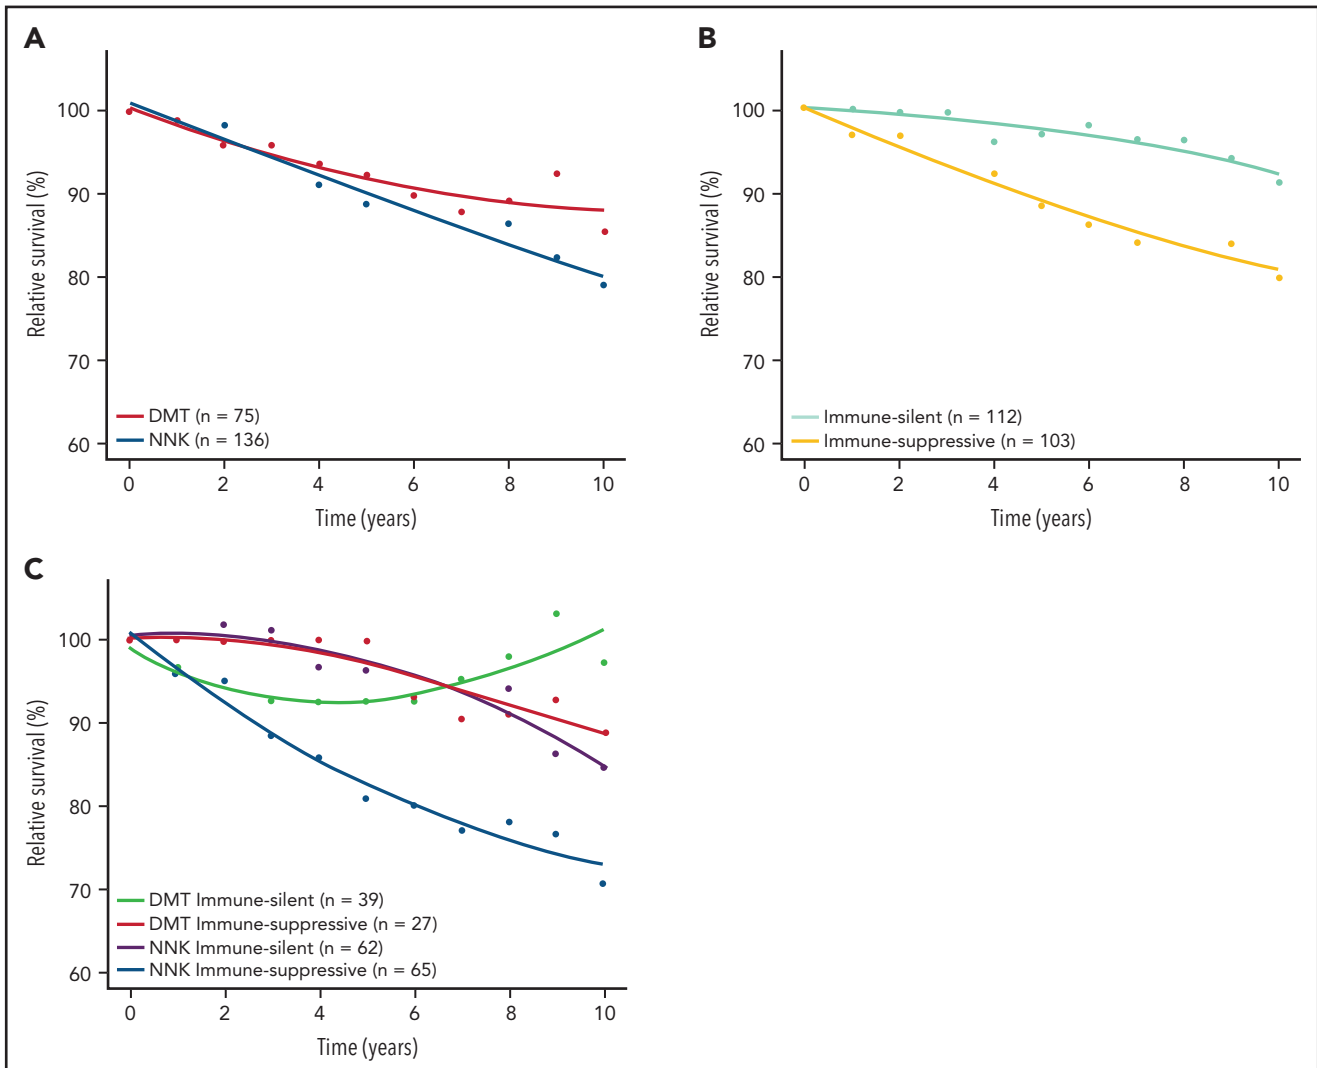 A
Relative survival (%)
100
90
80
70
60
DMT (n = 75)
NNK (n = 136)
0 2 4 6 8 10
Time (years)
B
Relative survival (%)
100
90
80
70
60
Immune-silent (n = 112)
Immune-suppressive (n = 103)
0 2 4 6 8 10
Time (years)
C
Relative survival (%)
100
90
80
70
60
DMT Immune-silent (n = 39)
DMT Immune-suppressive (n = 27)
NNK Immune-silent (n = 62)
NNK Immune-suppressive (n = 65)
0 2 4 6 8 10
Time (years)